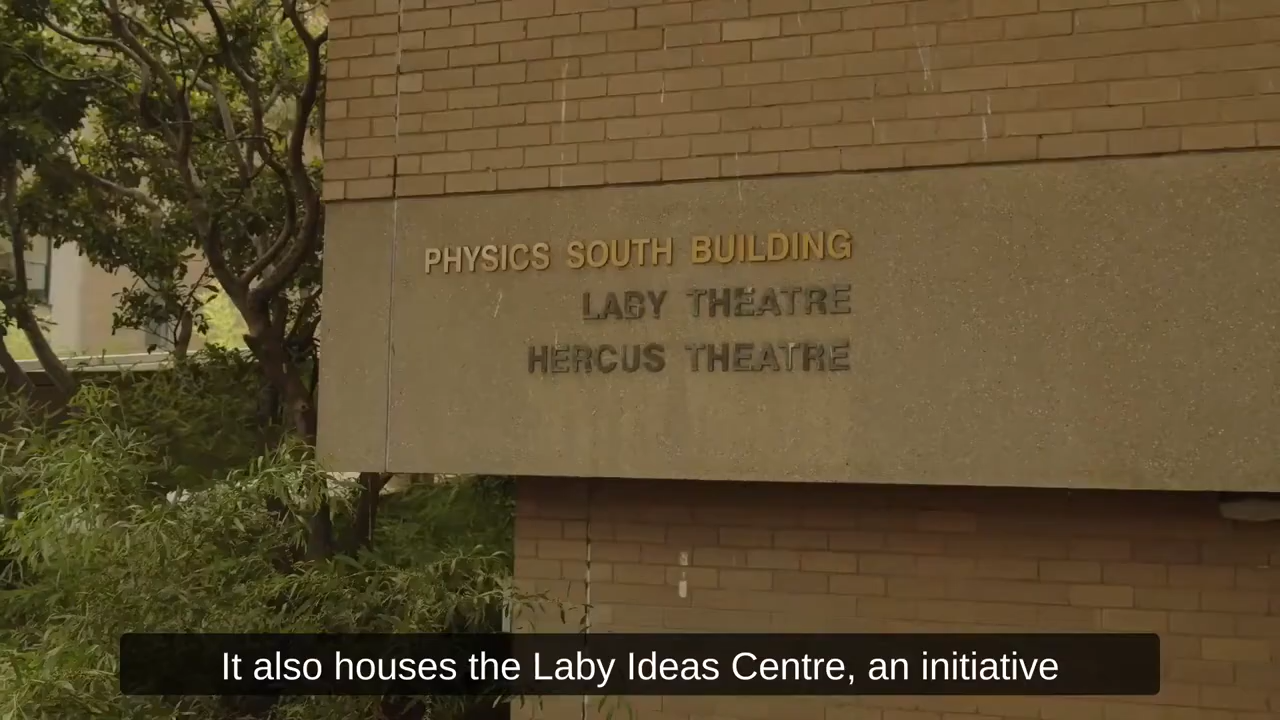 PHYSICS SOUTH BUILDING
LABY THEATRE
HERCUS THEATRE
It also houses the Laby Ideas Centre, an initiative